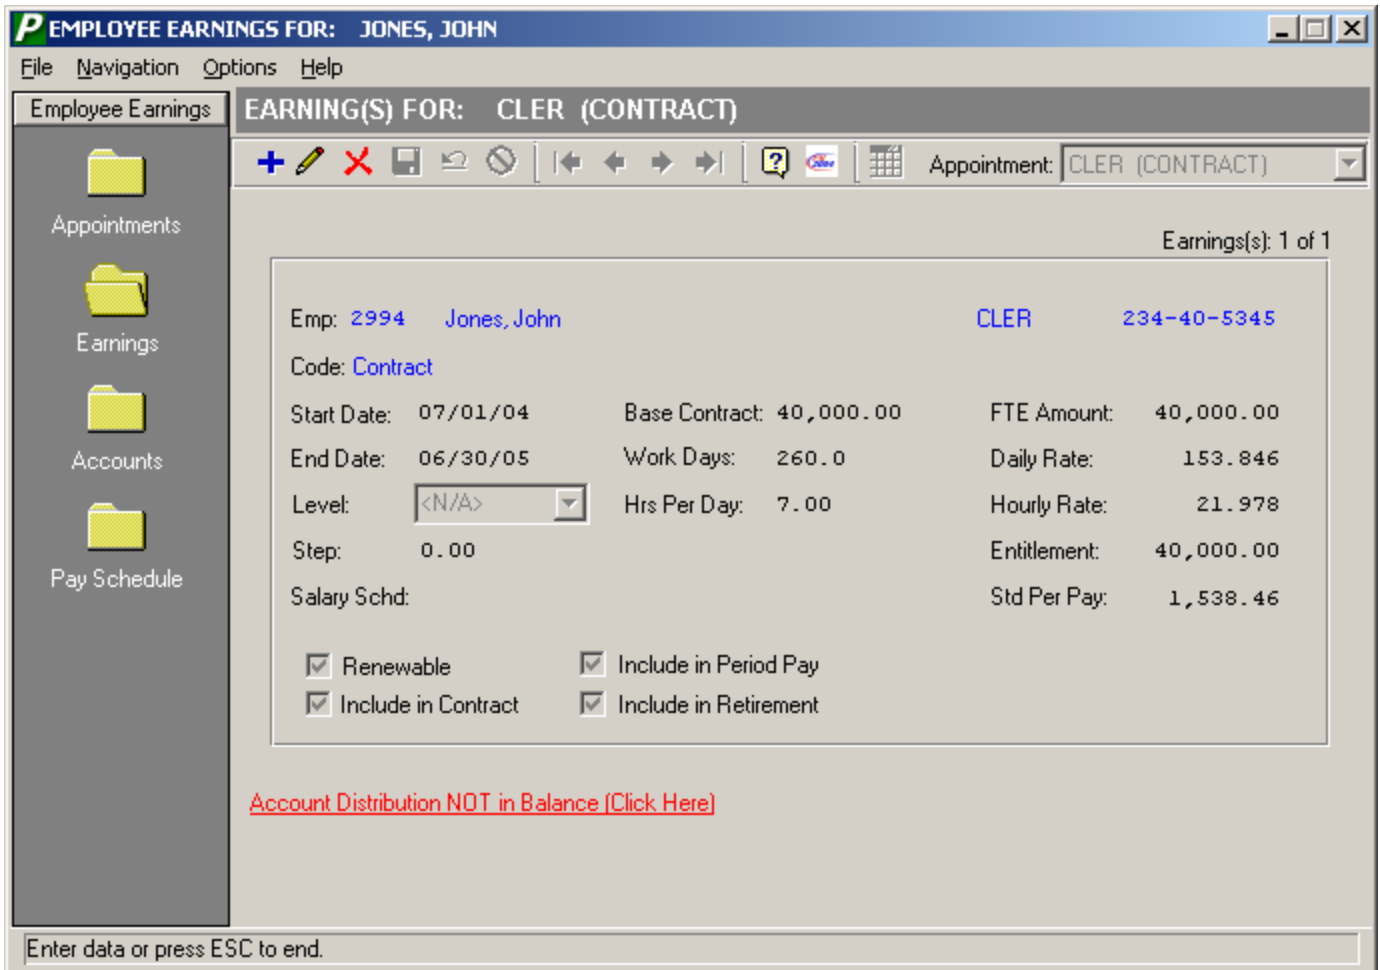 P EMPLOYEE EARNINGS FOR: JONES, JOHN
File Navigation Options Help
Employee Earnings
EARNING(S) FOR: CLER (CONTRACT)
Appointment: CLER (CONTRACT)
Appointments
Earnings
Accounts
Pay Schedule
Earnings(s): 1 of 1
Emp: 2994 Jones, John CLER 234-40-5345
Code: Contract
Start Date: 07/01/04 Base Contract: 40,000.00 FTE Amount: 40,000.00
End Date: 06/30/05 Work Days: 260.0 Daily Rate: 153.846
Level: <N/A> Hrs Per Day: 7.00 Hourly Rate: 21.978
Step: 0.00 Entitlement: 40,000.00
Salary Schd: Std Per Pay: 1,538.46
Renewable Include in Period Pay
Include in Contract Include in Retirement
Account Distribution NOT in Balance (Click Here)
Enter data or press ESC to end.